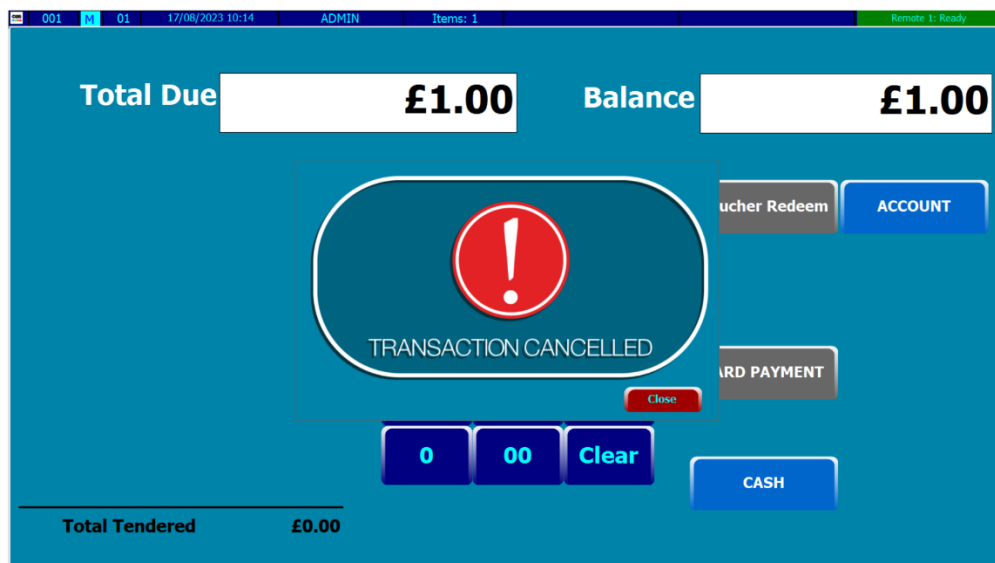 001 M 01 17/08/2023 10:14 ADMIN Items: 1 Remote 1: Ready
Total Due £1.00 Balance £1.00
ucher Redeem ACCOUNT
TRANSACTION CANCELLED
ARD PAYMENT
Close
0 00 Clear
CASH
Total Tendered £0.00